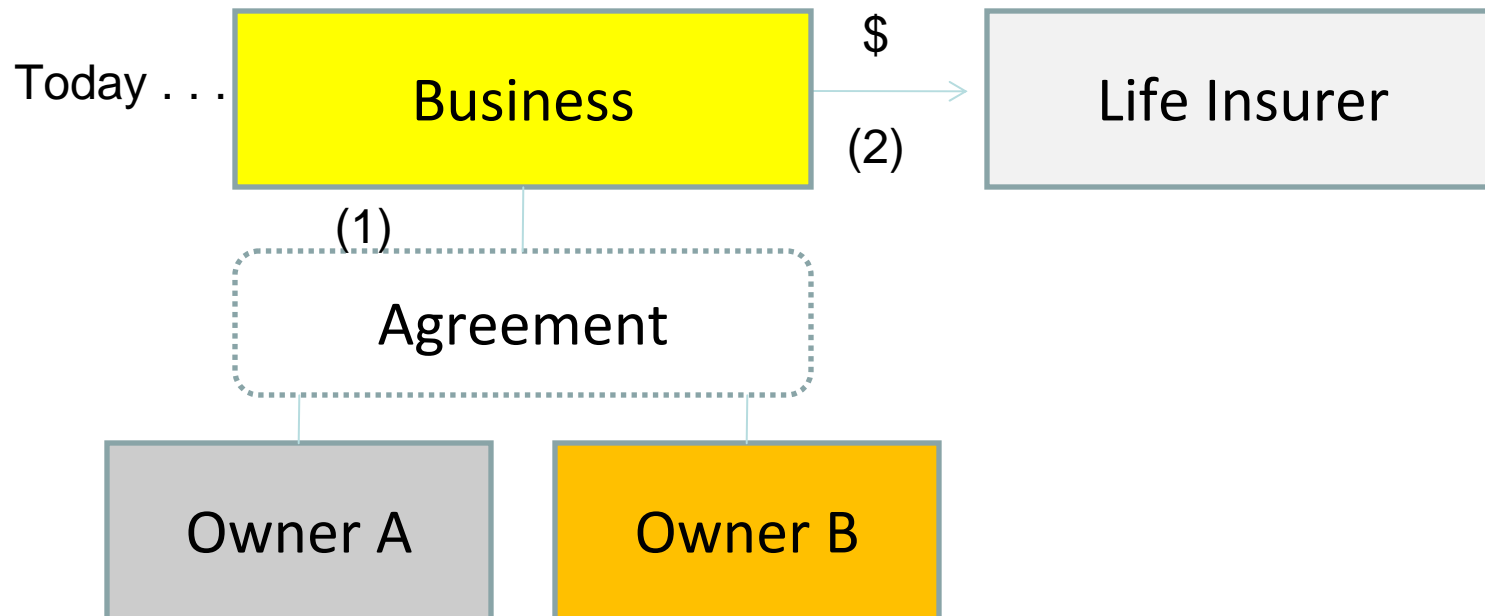 $
Today . . .
Business
Life Insurer
(2)
(1)
Agreement
Owner A
Owner B